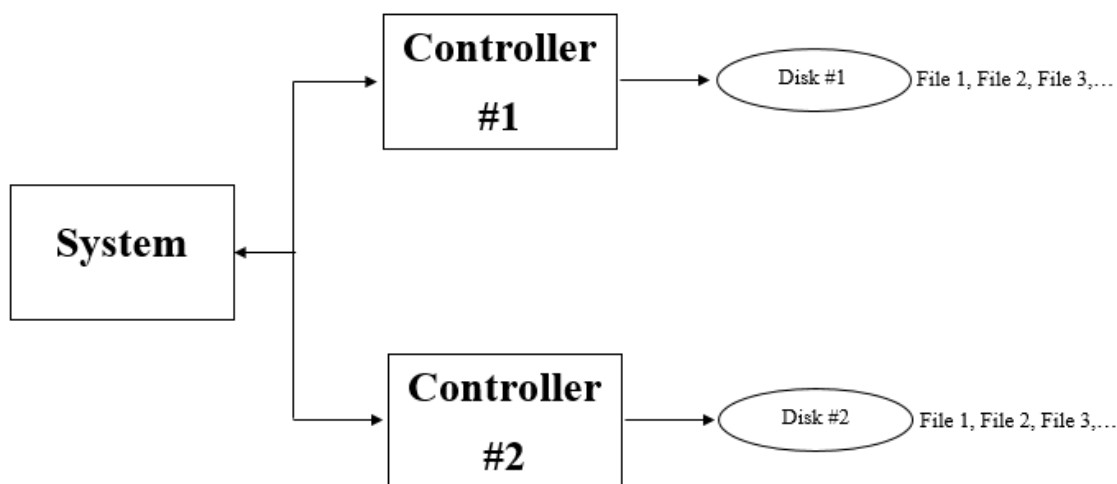 Controller
#1
Disk #1
File 1, File 2, File 3,…
System
Controller
#2
Disk #2
File 1, File 2, File 3,…